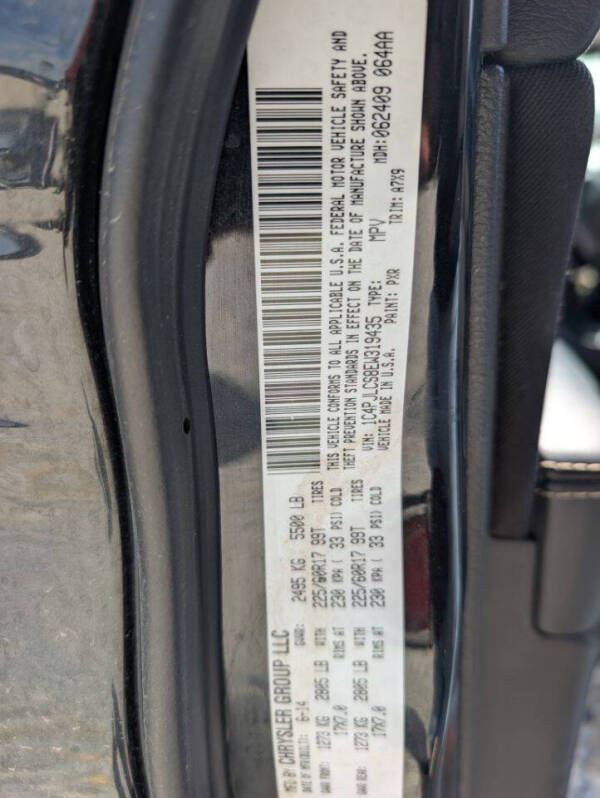 MFD BY CHRYSLER GROUP LLC
DATE OF MFR: 6-14 GVWR: 2495 KG 5500 LB
GAWR FRONT: 1273 KG 2805 LB WITH 225/60R17 99T TIRES
17X7.0 RIMS AT 230 KPA ( 33 PSI) COLD
GAWR REAR: 1273 KG 2805 LB WITH 225/60R17 99T TIRES
17X7.0 RIMS AT 230 KPA ( 33 PSI) COLD
THIS VEHICLE CONFORMS TO ALL APPLICABLE U.S.A. FEDERAL MOTOR VEHICLE SAFETY AND
THEFT PREVENTION STANDARDS IN EFFECT ON THE DATE OF MANUFACTURE SHOWN ABOVE.
VIN: 1C4PJLCS8EW319435 TYPE: MPV MDH: 062409 064AA
VEHICLE MADE IN U.S.A. PAINT: PXR TRIM: A7X9